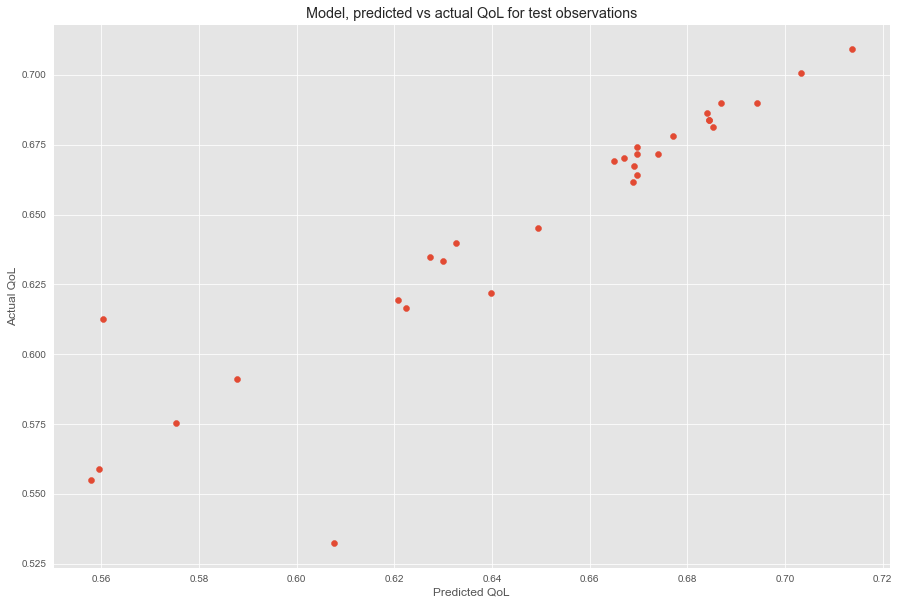 Model, predicted vs actual QoL for test observations
0.700
0.675
0.650
0.625
0.600
0.575
0.550
0.525
Actual QoL
0.56 0.58 0.60 0.62 0.64 0.66 0.68 0.70 0.72
Predicted QoL